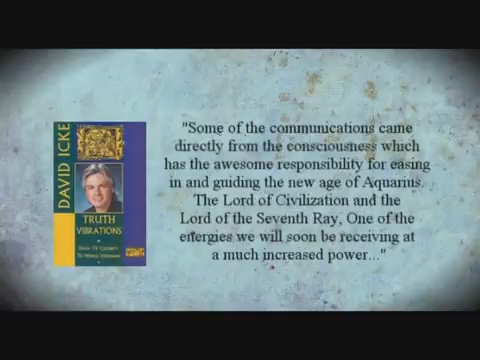 DAVID ICKE
TRUTH
VIBRATIONS
"Some of the communications came
directly from the consciousness which
has the awesome responsibility for easing
in and guiding the new age of Aquarius.
The Lord of Civilization and the
Lord of the Seventh Ray, One of the
energies we will soon be receiving at
a much increased power..."